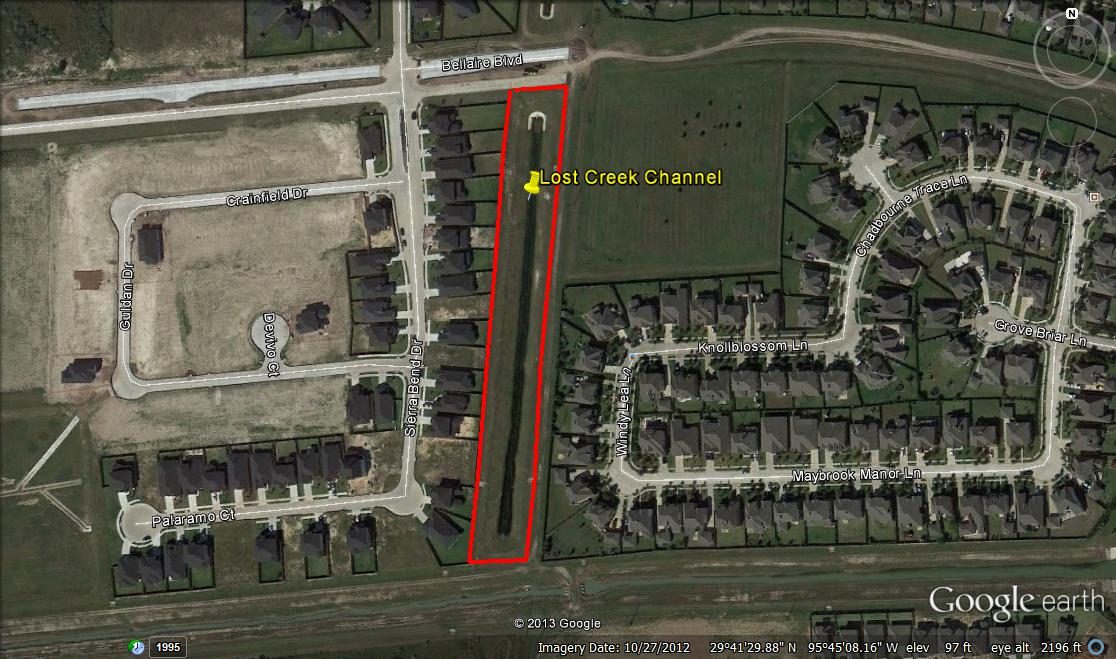 N
Bellaire Blvd
Lost Creek Channel
Crainfield Dr
Chadbourne Trace Ln
Guldan Dr
Devivo Ct
Grove Briar Ln
Knollblossom Ln
Sierra Bend Dr
Windy Lea Ln
Maybrook Manor Ln
Palaramo Ct
Google earth
© 2013 Google
1995
Imagery Date: 10/27/2012 29°41'29.88" N 95°45'08.16" W elev 97 ft eye alt 2196 ft